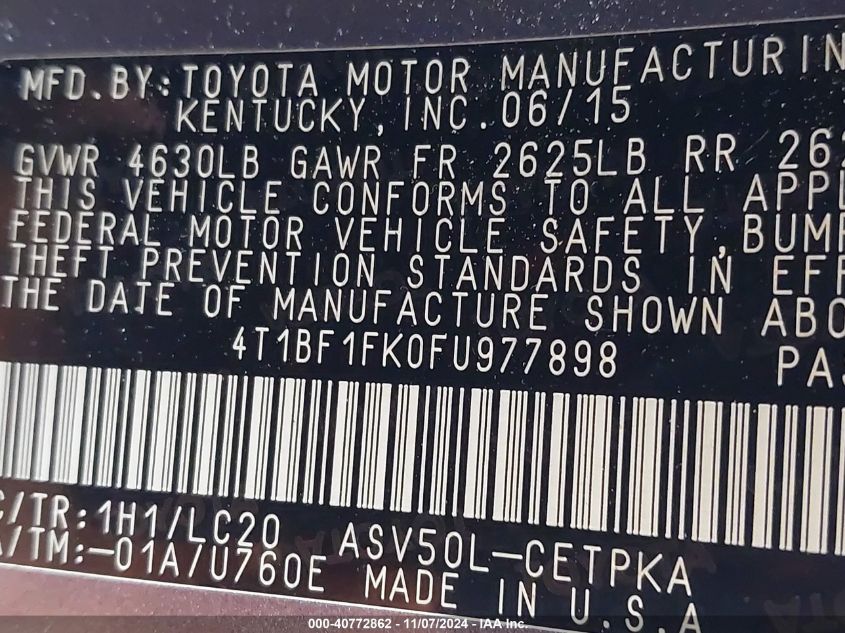 MFD.BY:TOYOTA MOTOR MANUFACTURIN
KENTUCKY, INC.06/15
GVWR 4630LB GAWR FR 2625LB RR 262
THIS VEHICLE CONFORMS TO ALL APPL
FEDERAL MOTOR VEHICLE SAFETY,BUMP
THEFT PREVENTION STANDARDS IN EFF
THE DATE OF MANUFACTURE SHOWN ABO
4T1BF1FK0FU977898 PA
C/TR:1H1/LC20 ASV50L-CETPKA
A/TM:-01A/U760E MADE IN U.S.A
000-40772862 - 11/07/2024 - IAA Inc.